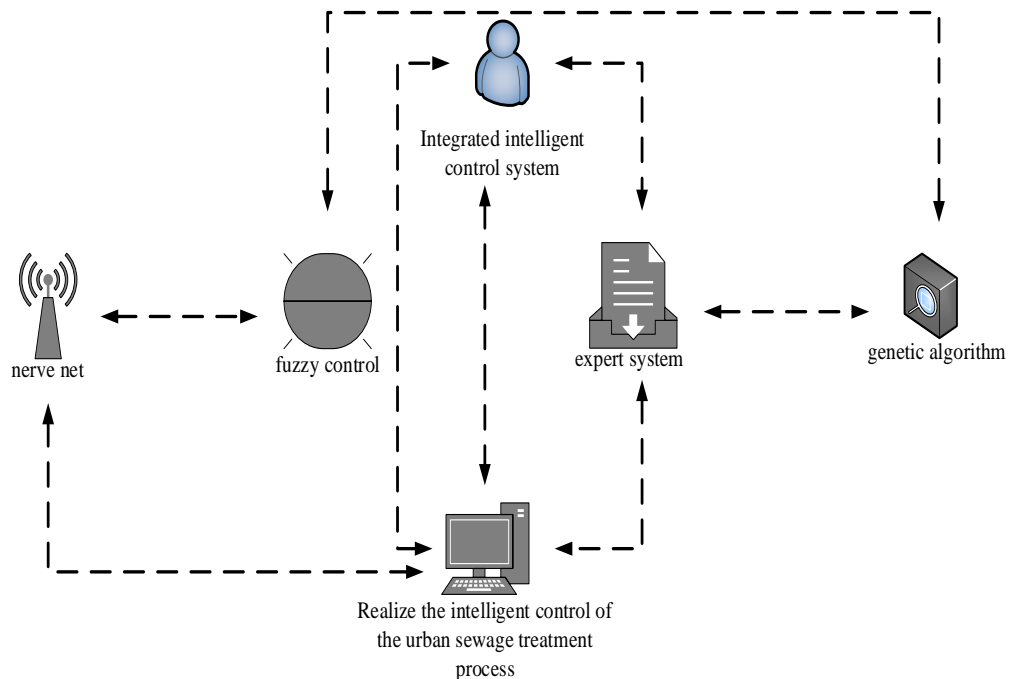 Integrated intelligent
control system
nerve net
fuzzy control
expert system
genetic algorithm
Realize the intelligent control of
the urban sewage treatment
process